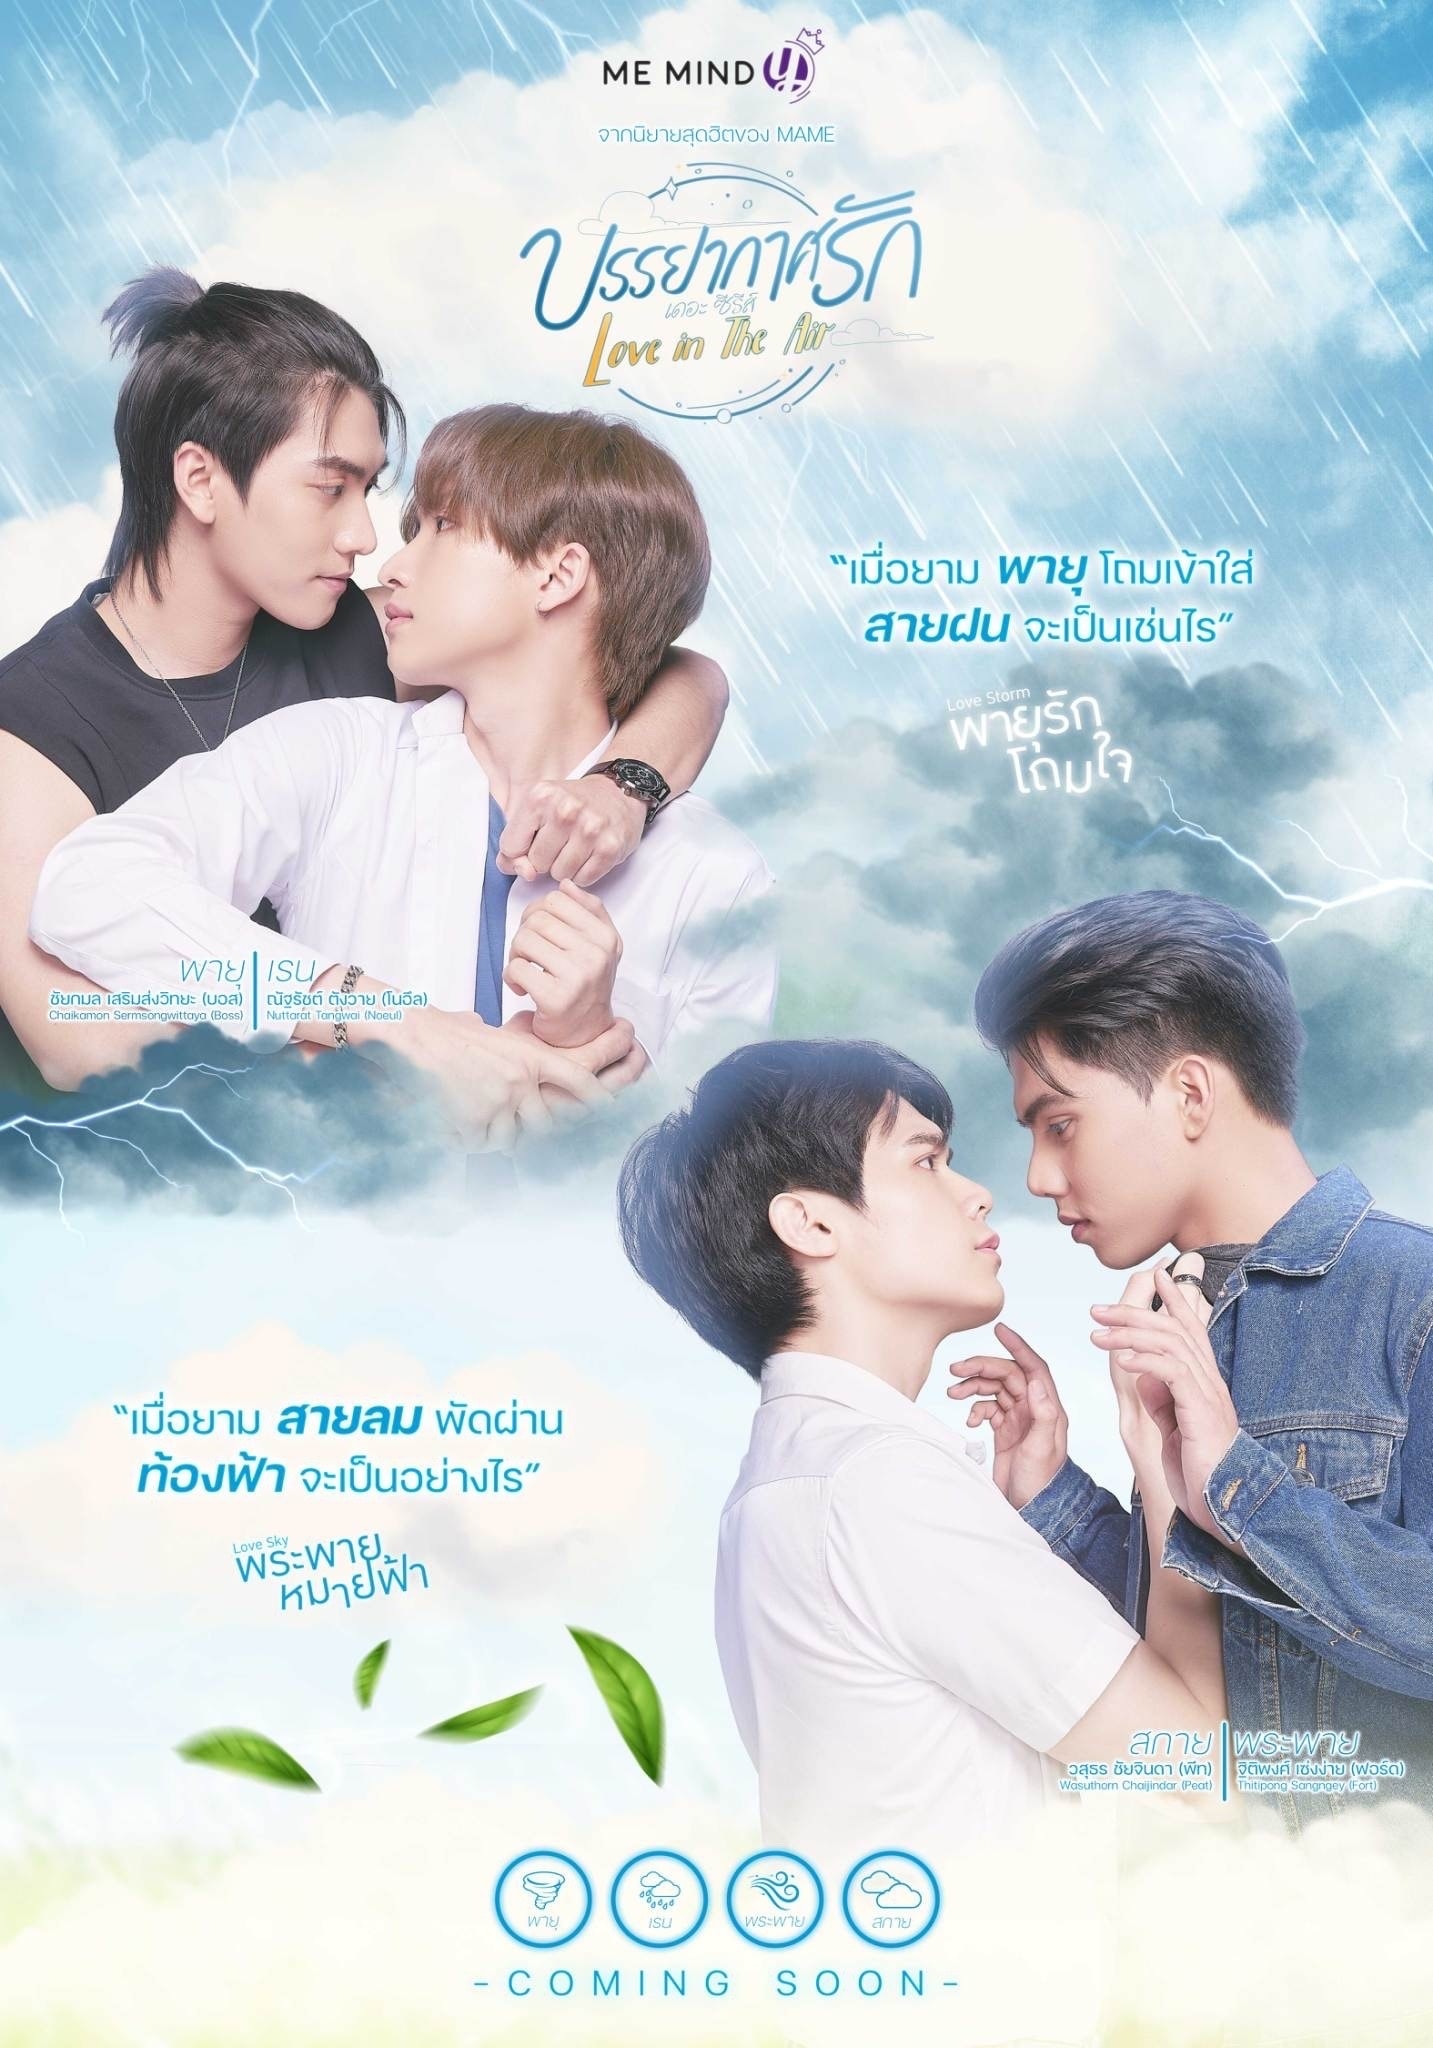 ME MIND Y
จากนิยายสุดฮิตของ MAME
บรรยากาศรัก
เดอะ ซีรีส์
Love in The Air
“เมื่อยาม พายุ โถมเข้าใส่
สายฝน จะเป็นเช่นไร”
Love Storm
พายุรัก
โถมใจ
พายุ
ชัยกมล เสริมส่งวิทยะ (บอส)
Chaikamon Sermsongwittaya (Boss)
เรน
ณัฐรัชต์ ตังวาย (โนอึล)
Nuttarat Tangwai (Noeul)
“เมื่อยาม สายลม พัดผ่าน
ท้องฟ้า จะเป็นอย่างไร”
Love Sky
พระพาย
หมายฟ้า
สกาย
วสุธร ชัยจินดา (พีท)
Wasuthorn Chaijindar (Peat)
พระพาย
ฐิติพงศ์ เซ่งง่าย (ฟอร์ด)
Thitipong Sangngey (Fort)
พายุ
เรน
พระพาย
สกาย
-COMING SOON-